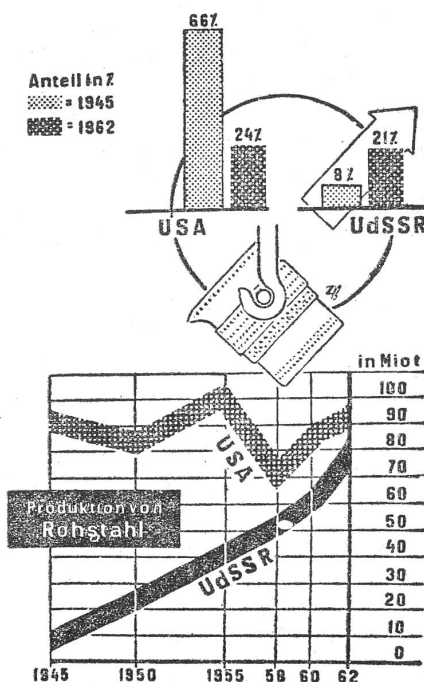 66%
Anteil in %
= 1945
= 1962
24%
8%
21%
USA
UdSSR
in Mio t
100
90
80
70
60
50
40
30
20
10
0
USA
Produktion von
Rohstahl
UdSSR
1945
1950
1955
58
60
62